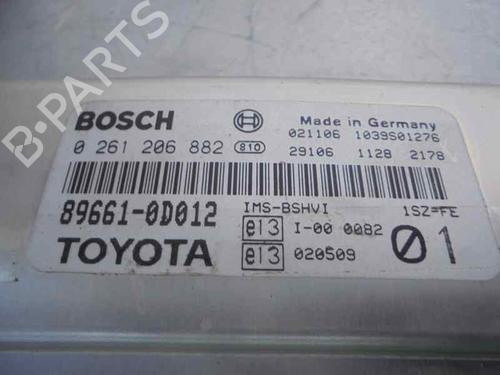 BOSCH
Made in Germany
021106 1039S01276
0 261 206 882 810
29106 1128 2178
89661-0D012
IMS-BSHVI
1SZ-FE
e13 I-00 0082
01
TOYOTA
e13 020509
B-PARTS